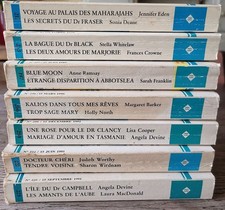 VOYAGE AU PALAIS DES MAHARAJAHS Jennifer Eden
LES SECRETS DU DR FRASER Sonia Deane
LA BAGUE DU DR BLACK Stella Whitelaw
LES DEUX AMOURS DE MARJORIE Frances Crowne
BLUE MOON Anne Ramsay
ÉTRANGE DISPARITION À ABBOTSLEA Sarah Franklin
KALIOS DANS TOUS MES RÊVES Margaret Barker
TROP SAGE MARY Holly North
UNE ROSE POUR LE DR CLANCY Lisa Cooper
MARIAGE D'AMOUR EN TASMANIE Angela Devine
DOCTEUR CHÉRI Judith Worthy
TENDRE VOISINE Sharon Wirdnam
L'ÎLE DU Dr CAMPBELL Angela Devine
LES AMANTS DE L'AUBE Laura MacDonald